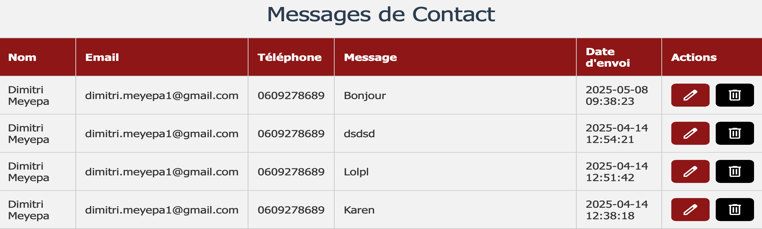 Messages de Contact
Nom Email Téléphone Message Date d'envoi Actions
Dimitri Meyepa dimitri.meyepa1@gmail.com 0609278689 Bonjour 2025-05-08 09:38:23
Dimitri Meyepa dimitri.meyepa1@gmail.com 0609278689 dsdsd 2025-04-14 12:54:21
Dimitri Meyepa dimitri.meyepa1@gmail.com 0609278689 Lolpl 2025-04-14 12:51:42
Dimitri Meyepa dimitri.meyepa1@gmail.com 0609278689 Karen 2025-04-14 12:38:18